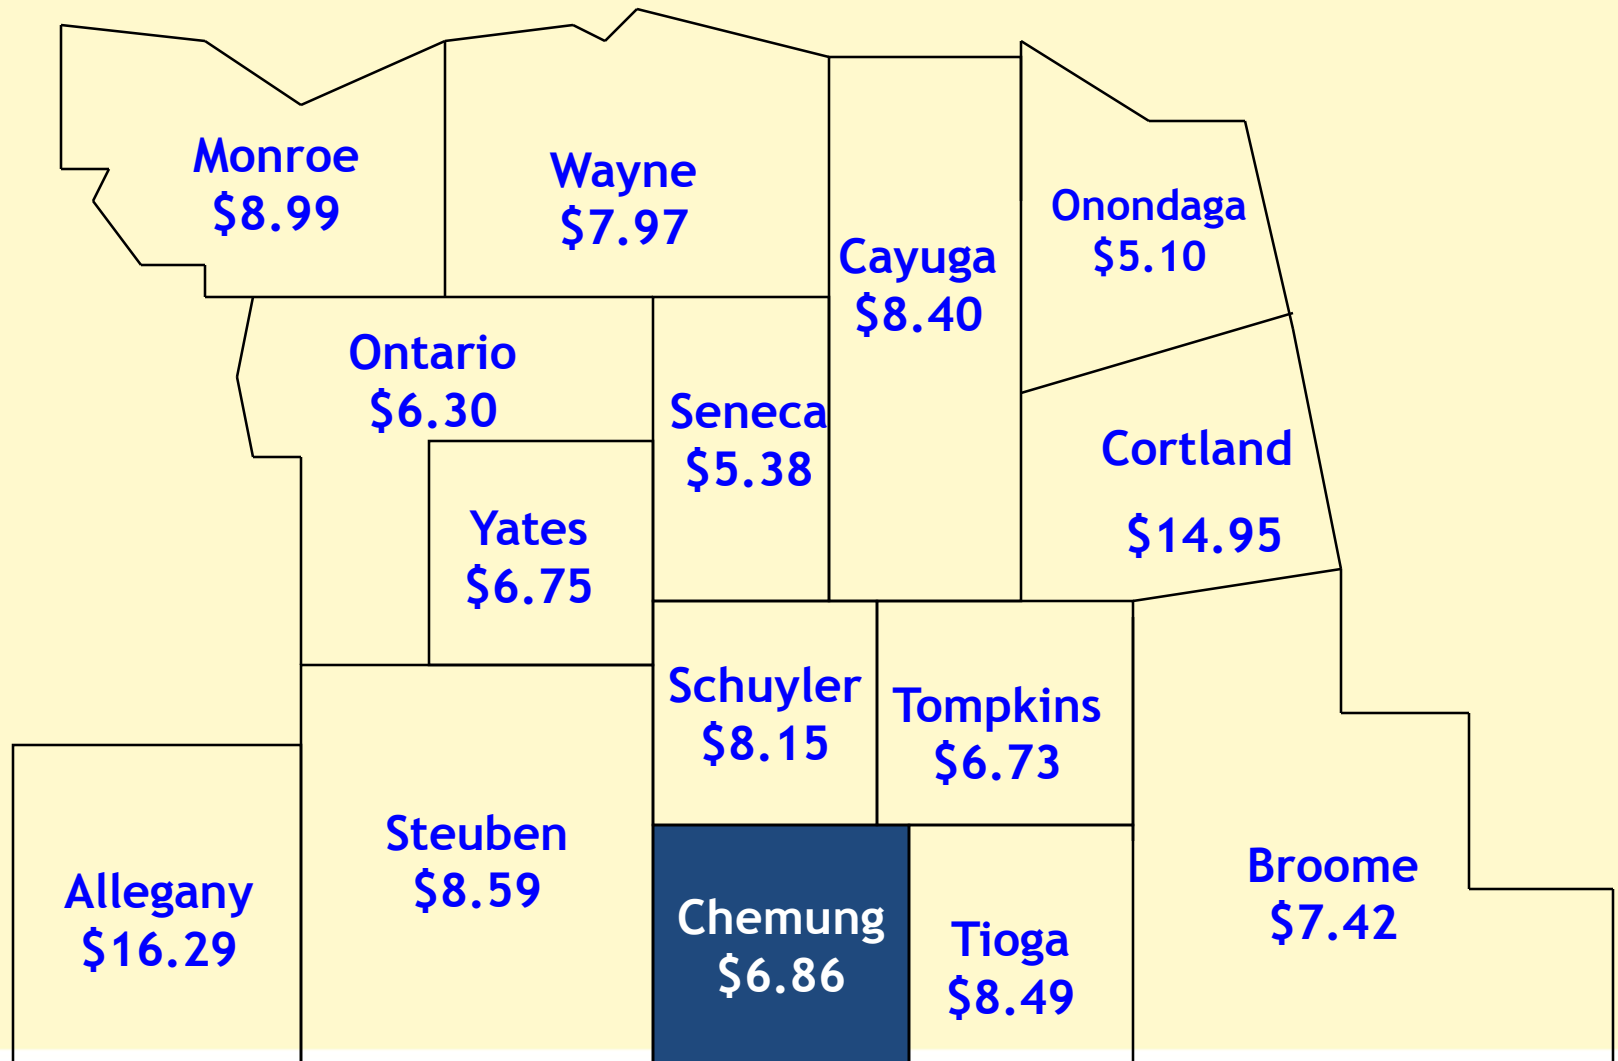 Monroe
$8.99
Wayne
$7.97
Onondaga
$5.10
Cayuga
$8.40
Ontario
$6.30
Seneca
$5.38
Cortland
$14.95
Yates
$6.75
Schuyler
$8.15
Tompkins
$6.73
Steuben
$8.59
Allegany
$16.29
Chemung
$6.86
Tioga
$8.49
Broome
$7.42